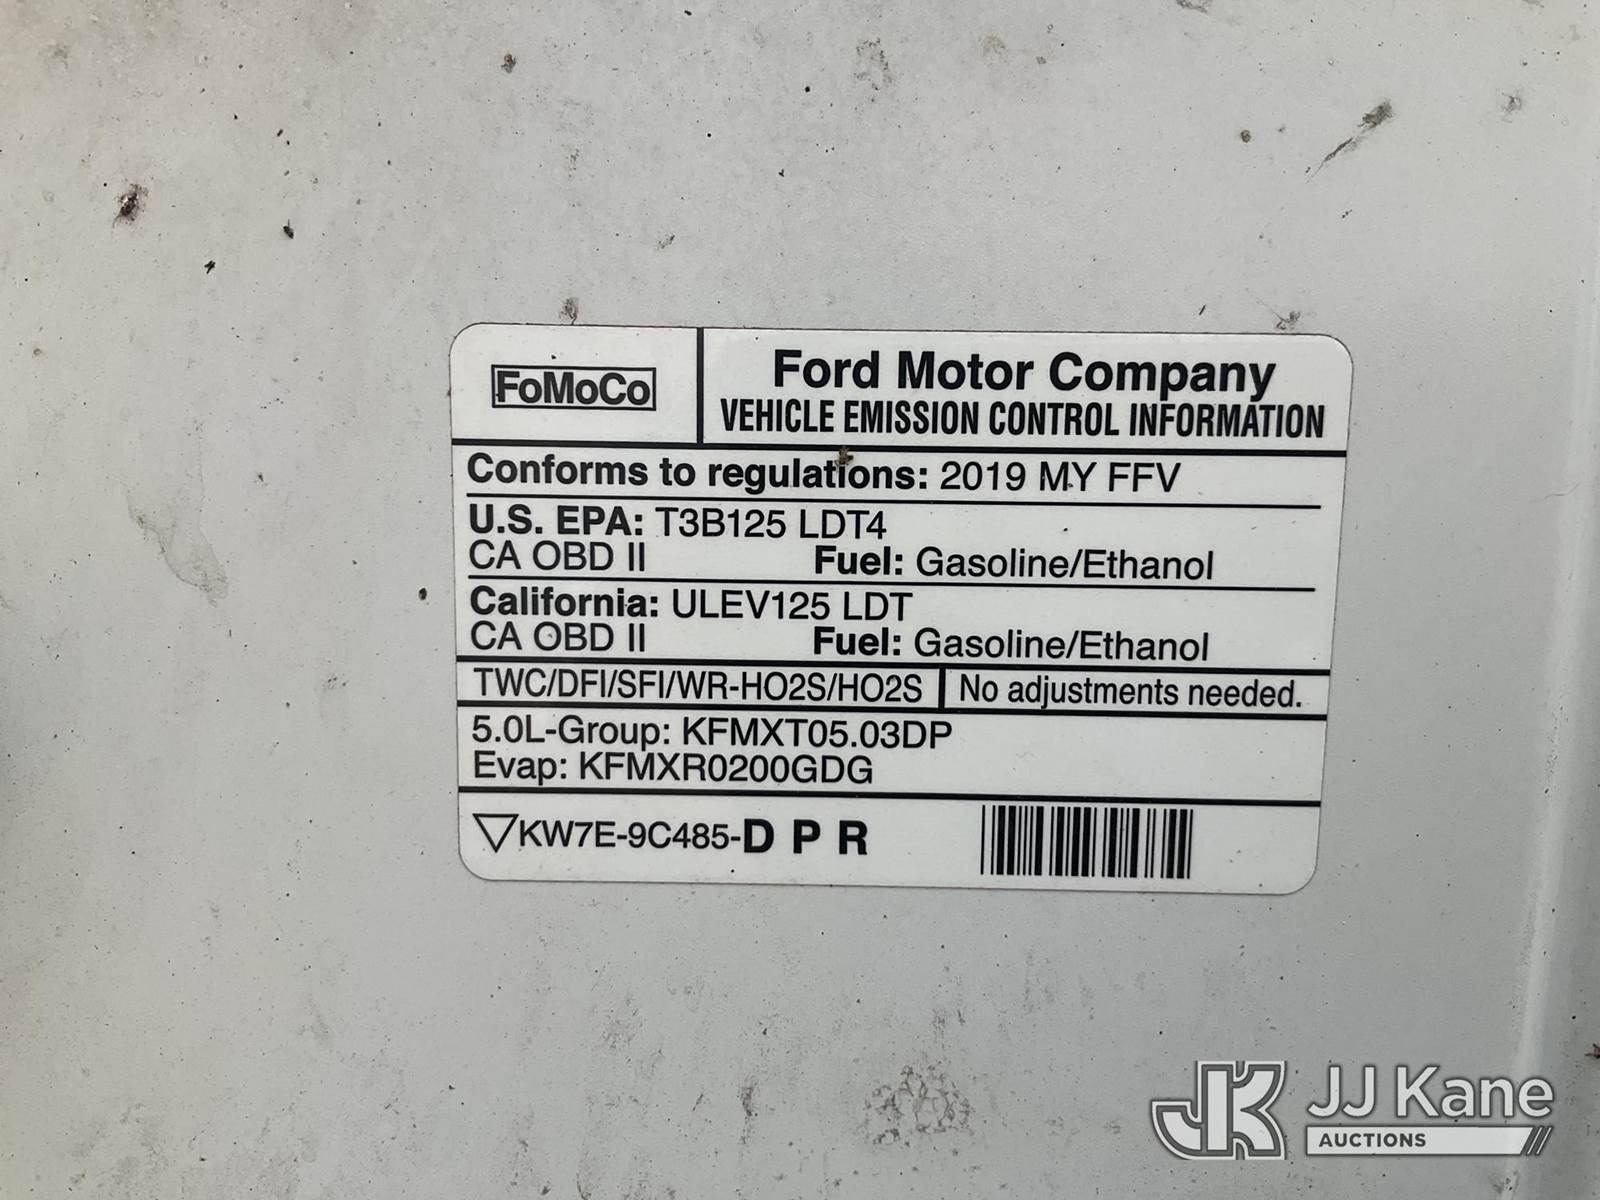 FoMoCo
Ford Motor Company
VEHICLE EMISSION CONTROL INFORMATION
Conforms to regulations: 2019 MY FFV
U.S. EPA: T3B125 LDT4
CA OBD II Fuel: Gasoline/Ethanol
California: ULEV125 LDT
CA OBD II Fuel: Gasoline/Ethanol
TWC/DFI/SFI/WR-HO2S/HO2S No adjustments needed.
5.0L-Group: KFMXT05.03DP
Evap: KFMXR0200GDG
KW7E-9C485-D P R
JK JJ Kane
AUCTIONS